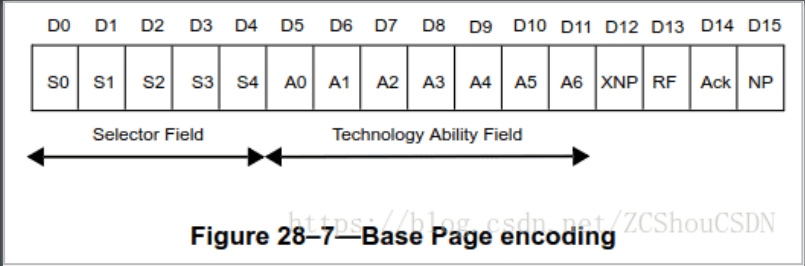 D0 D1 D2 D3 D4 D5 D6 D7 D8 D9 D10 D11 D12 D13 D14 D15
S0 S1 S2 S3 S4 A0 A1 A2 A3 A4 A5 A6 XNP RF Ack NP
Selector Field Technology Ability Field
https://blog.csdn.net/ZCShouCSDN
Figure 28–7—Base Page encoding